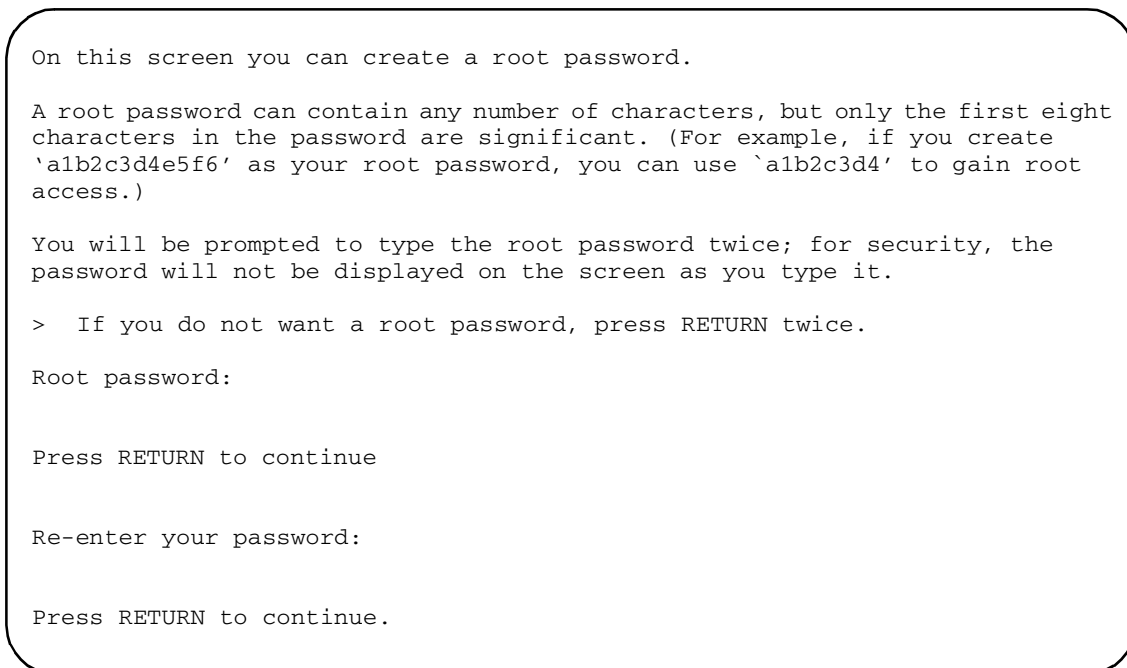 On this screen you can create a root password.
A root password can contain any number of characters, but only the first eight
characters in the password are significant. (For example, if you create
‘a1b2c3d4e5f6’ as your root password, you can use `a1b2c3d4’ to gain root
access.)
You will be prompted to type the root password twice; for security, the
password will not be displayed on the screen as you type it.
> If you do not want a root password, press RETURN twice.
Root password:
Press RETURN to continue
Re-enter your password:
Press RETURN to continue.